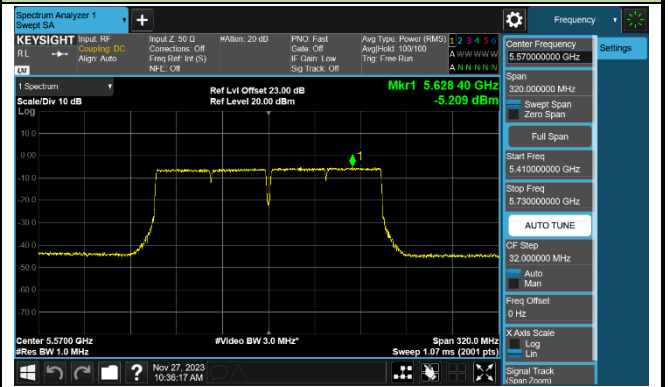 Spectrum Analyzer 1
Swept SA
Frequency
KEYSIGHT
RL
LXI
Input: RF
Coupling: DC
Align: Auto
Input Z: 50 Ω
Corrections: Off
Freq Ref: Int (S)
NFE: Off
#Atten: 20 dB
PNO: Fast
Gate: Off
IF Gain: Low
Sig Track: Off
Avg Type: Power (RMS)
Avg|Hold: 100/100
Trig: Free Run
1 2 3 4 5 6
A W W W W W
A N N N N N
1 Spectrum
Scale/Div 10 dB
Log
Ref Lvl Offset 23.00 dB
Ref Level 20.00 dBm
Mkr1 5.628 40 GHz
-5.209 dBm
10.0
0.00
-10.0
-20.0
-30.0
-40.0
-50.0
-60.0
-70.0
1
Center 5.5700 GHz
#Res BW 1.0 MHz
#Video BW 3.0 MHz*
Span 320.0 MHz
Sweep 1.07 ms (2001 pts)
Nov 27, 2023
10:36:17 AM
Center Frequency
5.570000000 GHz
Settings
Span
320.000000 MHz
Swept Span
Zero Span
Full Span
Start Freq
5.410000000 GHz
Stop Freq
5.730000000 GHz
AUTO TUNE
CF Step
32.000000 MHz
Auto
Man
Freq Offset
0 Hz
X Axis Scale
Log
Lin
Signal Track
(Span Zoom)